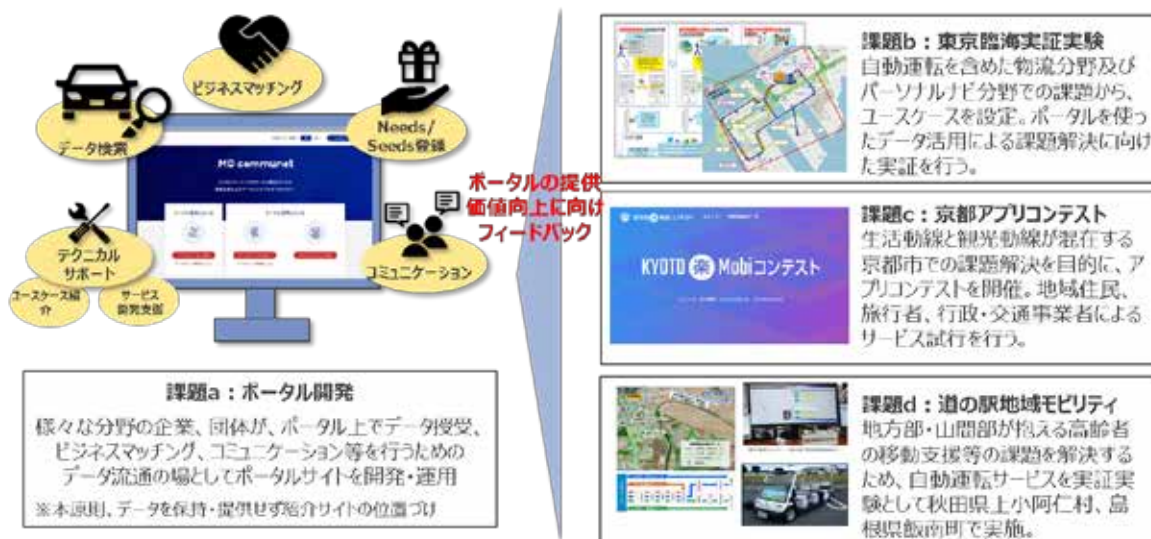 ビジネスマッチング
データ検索
Needs/
Seeds登録
MD communet
テクニカル
サポート
ユースケース紹
介
サービス
開発支援
コミュニケーション
ポータルの提供
価値向上に向け
フィードバック
課題a:ポータル開発
様々な分野の企業、団体が、ポータル上でデータ授受、
ビジネスマッチング、コミュニケーション等を行うための
データ流通の場としてポータルサイトを開発・運用
※本原則、データを保持・提供せず紹介サイトの位置づけ
課題b:東京臨海実証実験
自動運転を含めた物流分野及び
パーソナルナビ分野での課題から、
ユースケースを設定。ポータルを使っ
たデータ活用による課題解決に向け
た実証を行う。
KYOTO 楽 Mobiコンテスト
課題c:京都アプリコンテスト
生活動線と観光動線が混在する
京都市での課題解決を目的に、ア
プリコンテストを開催。地域住民、
旅行者、行政・交通事業者による
サービス試行を行う。
課題d:道の駅地域モビリティ
地方部・山間部が抱える高齢者
の移動支援等の課題を解決する
ため、自動運転サービスを実証実
験として秋田県上小阿仁村、島
根県飯南町で実施。